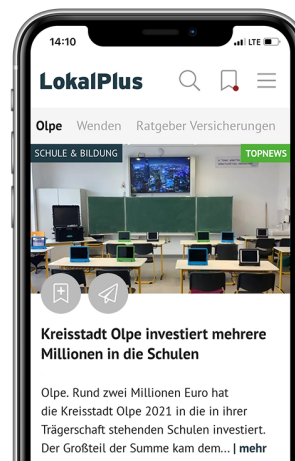 14:10 LTE
LokalPlus
Olpe Wenden Ratgeber Versicherungen
SCHULE & BILDUNG TOPNEWS
Kreisstadt Olpe investiert mehrere
Millionen in die Schulen
Olpe. Rund zwei Millionen Euro hat
die Kreisstadt Olpe 2021 in die in ihrer
Trägerschaft stehenden Schulen investiert.
Der Großteil der Summe kam dem... | mehr